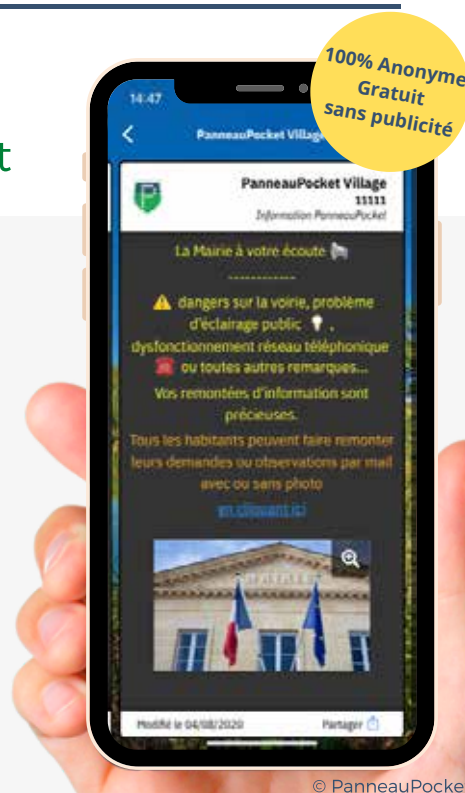 100% Anonyme
Gratuit
sans publicité
t
14:47
PanneauPocket Village
PanneauPocket Village
11111
Information PanneauPocket
La Mairie à votre écoute
------------
dangers sur la voirie, problème
d'éclairage public ,
dysfonctionnement réseau téléphonique
ou toutes autres remarques...
Vos remontées d'information sont
précieuses.
Tous les habitants peuvent faire remonter
leurs demandes ou observations par mail
avec ou sans photo
en cliquant ici
Modifié le 04/08/2020
Partager
© PanneauPocke